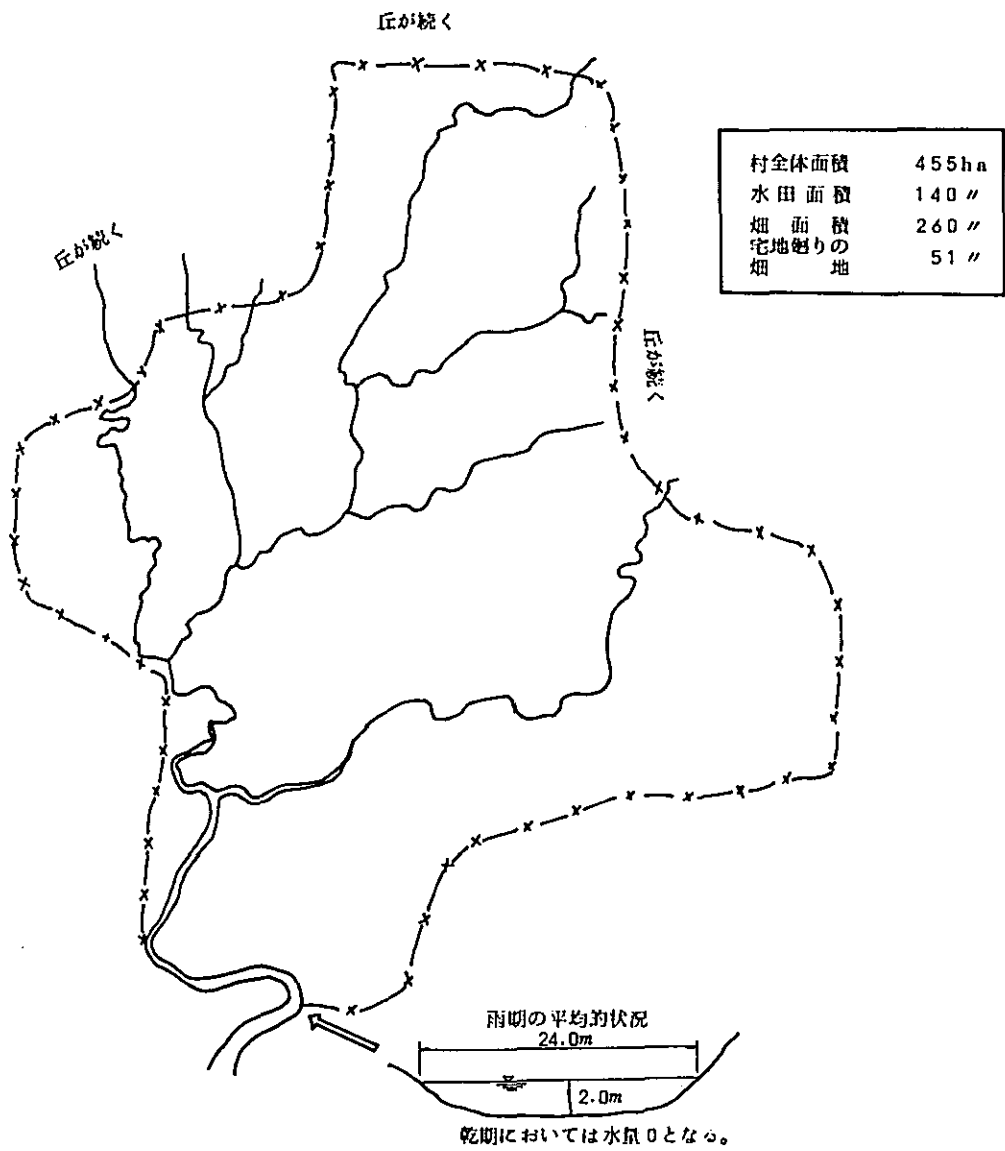 丘が続く
丘が続く
村全体面積 455ha
水田面積 140 〃
畑面積 260 〃
宅地廻りの
畑地 51 〃
丘が続く
雨期の平均的状況
24.0m
2.0m
乾期においては水量0となる。